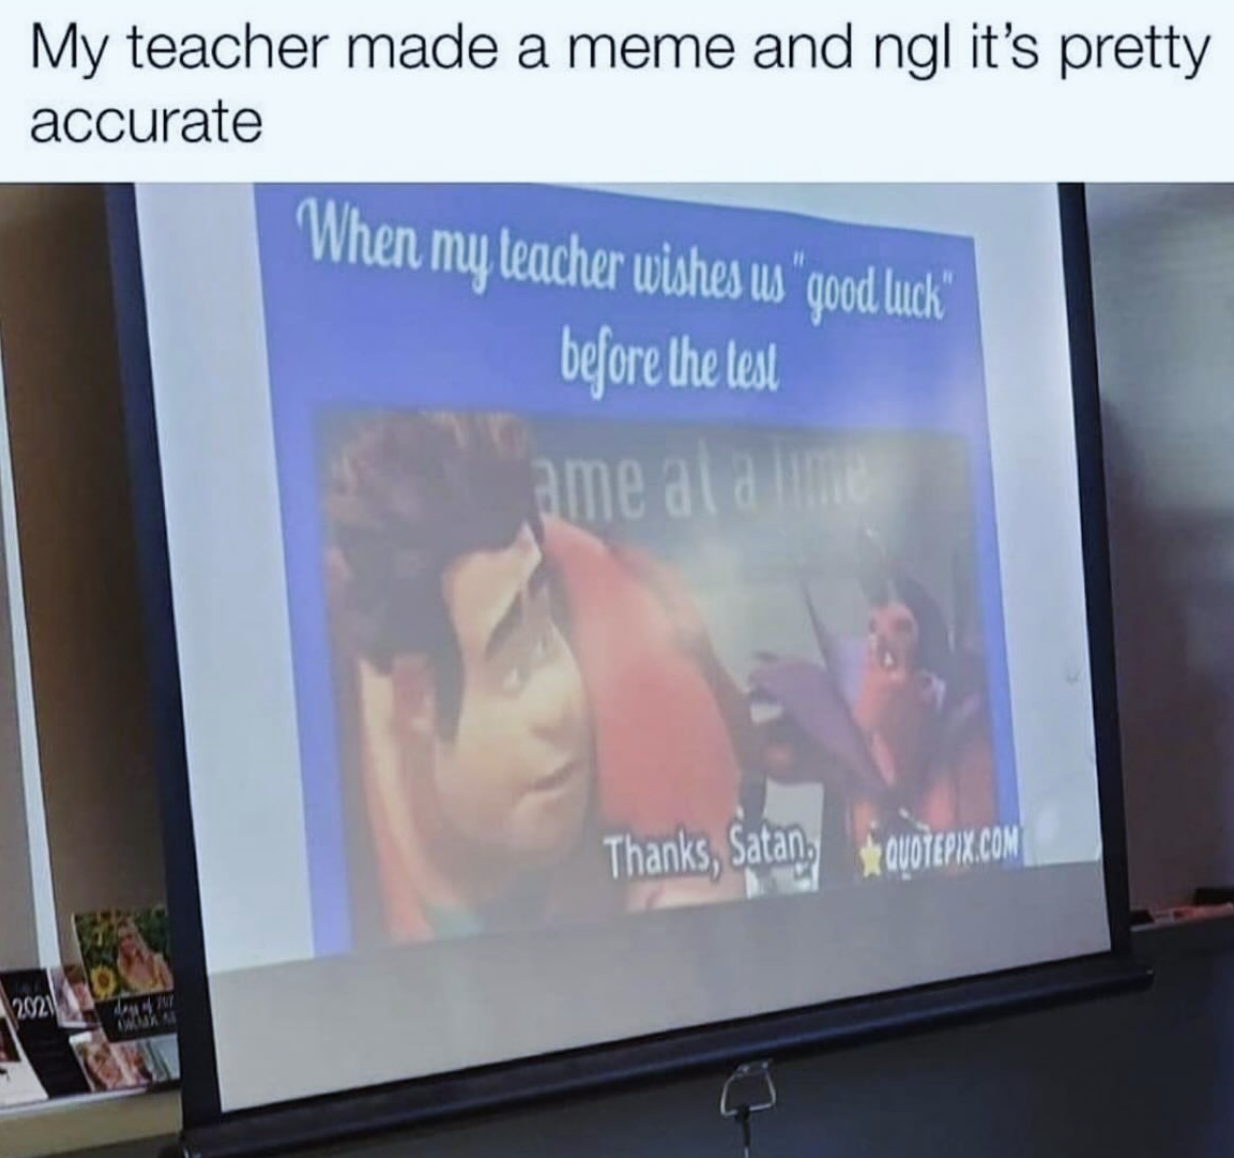 My teacher made a meme and ngl it's pretty
accurate
When my teacher wishes us "good luck"
before the test
ame at a time
Thanks, Satan.
QUOTEPIX.COM
2021